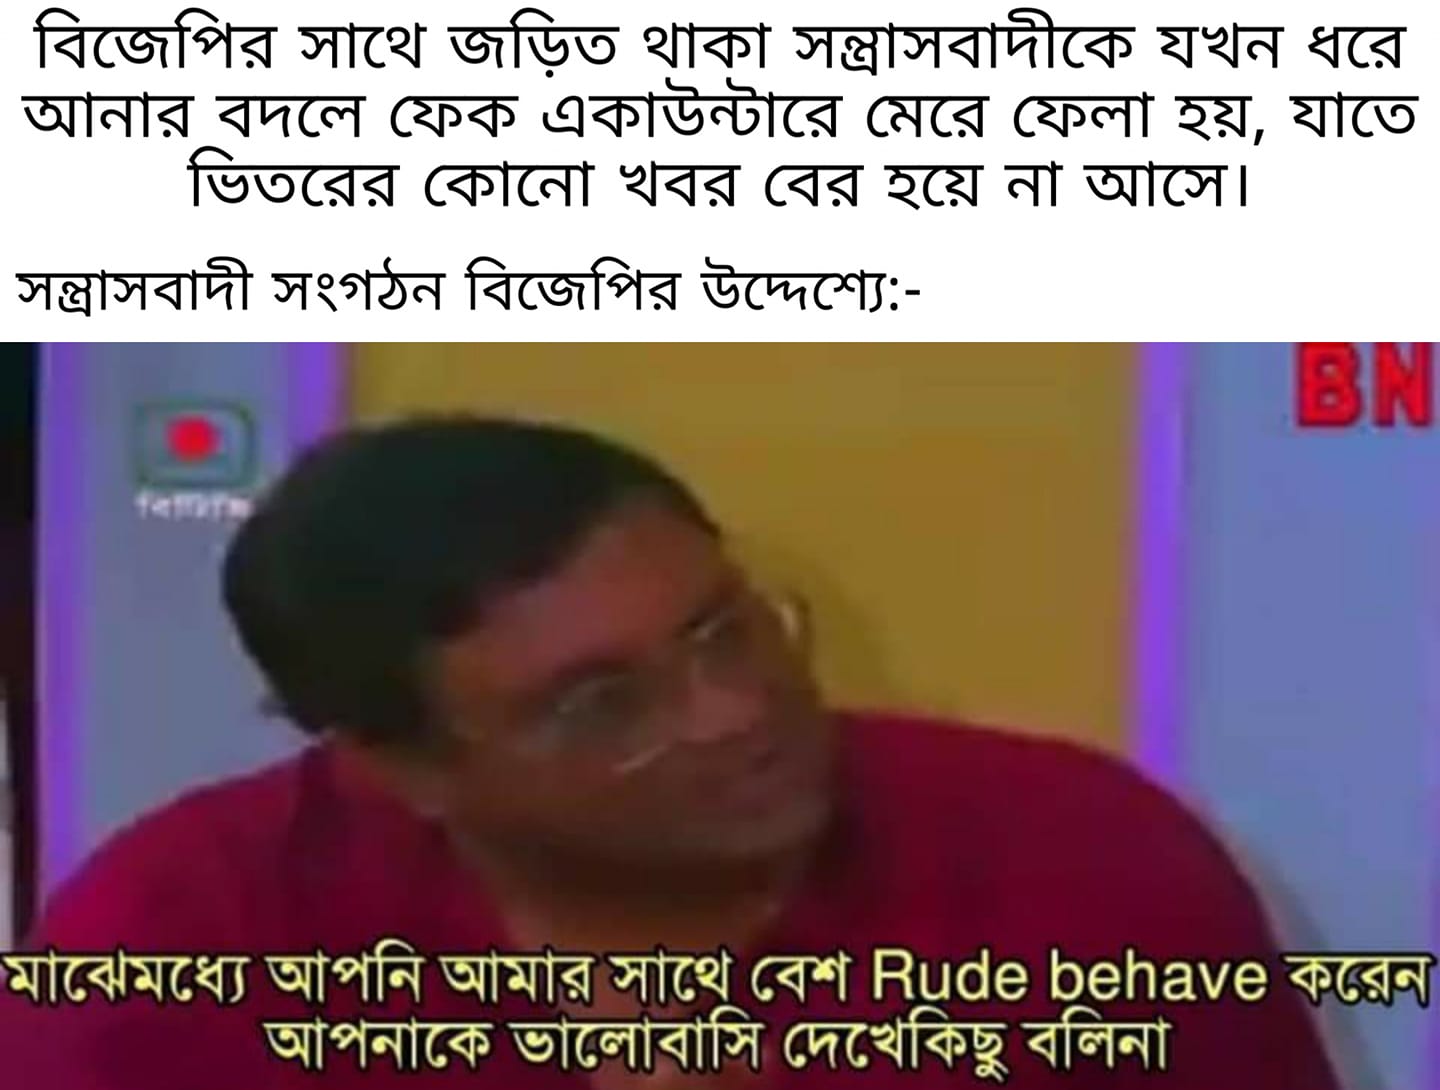 বিজেপির সাথে জড়িত থাকা সন্ত্রাসবাদীকে যখন ধরে
আনার বদলে ফেক একাউন্টারে মেরে ফেলা হয়, যাতে
ভিতরের কোনো খবর বের হয়ে না আসে।
সন্ত্রাসবাদী সংগঠন বিজেপির উদ্দেশ্যে:-
BN
মাঝেমধ্যে আপনি আমার সাথে বেশ Rude behave করেন
আপনাকে ভালোবাসি দেখেকিছু বলিনা